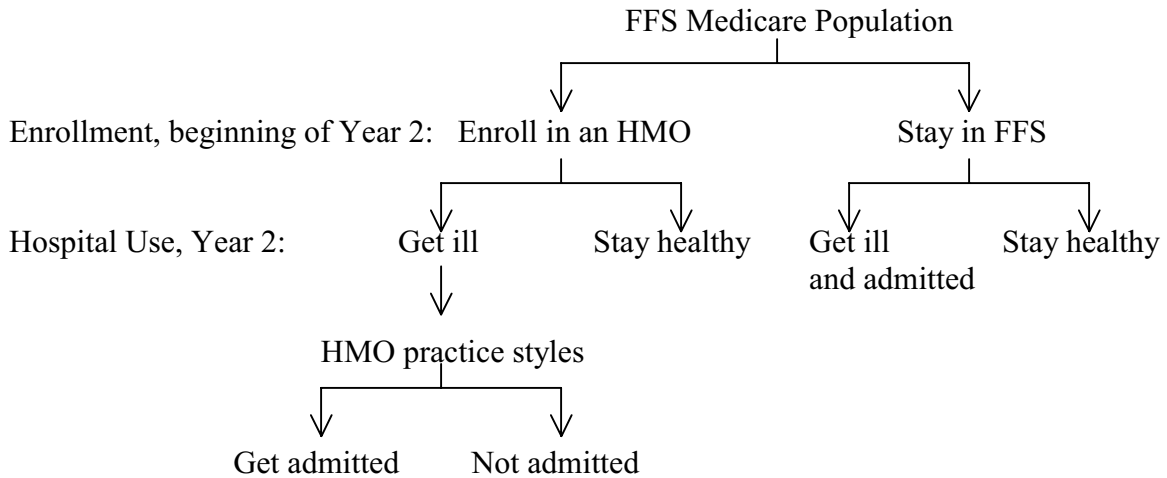 FFS Medicare Population
Enrollment, beginning of Year 2: Enroll in an HMO Stay in FFS
Hospital Use, Year 2: Get ill Stay healthy Get ill Stay healthy
and admitted
HMO practice styles
Get admitted Not admitted